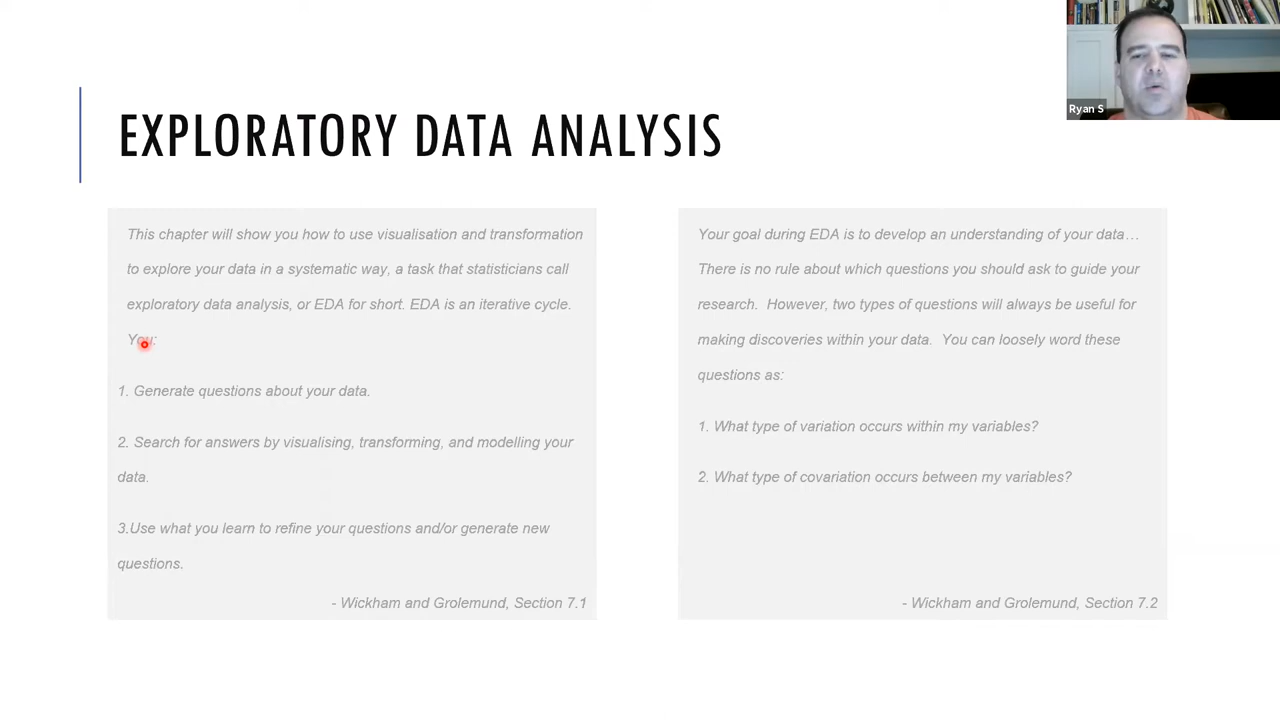 Ryan S
EXPLORATORY DATA ANALYSIS
This chapter will show you how to use visualisation and transformation
to explore your data in a systematic way, a task that statisticians call
exploratory data analysis, or EDA for short. EDA is an iterative cycle.
You:
1. Generate questions about your data.
2. Search for answers by visualising, transforming, and modelling your
data.
3.Use what you learn to refine your questions and/or generate new
questions.
- Wickham and Grolemund, Section 7.1
Your goal during EDA is to develop an understanding of your data…
There is no rule about which questions you should ask to guide your
research. However, two types of questions will always be useful for
making discoveries within your data. You can loosely word these
questions as:
1. What type of variation occurs within my variables?
2. What type of covariation occurs between my variables?
- Wickham and Grolemund, Section 7.2